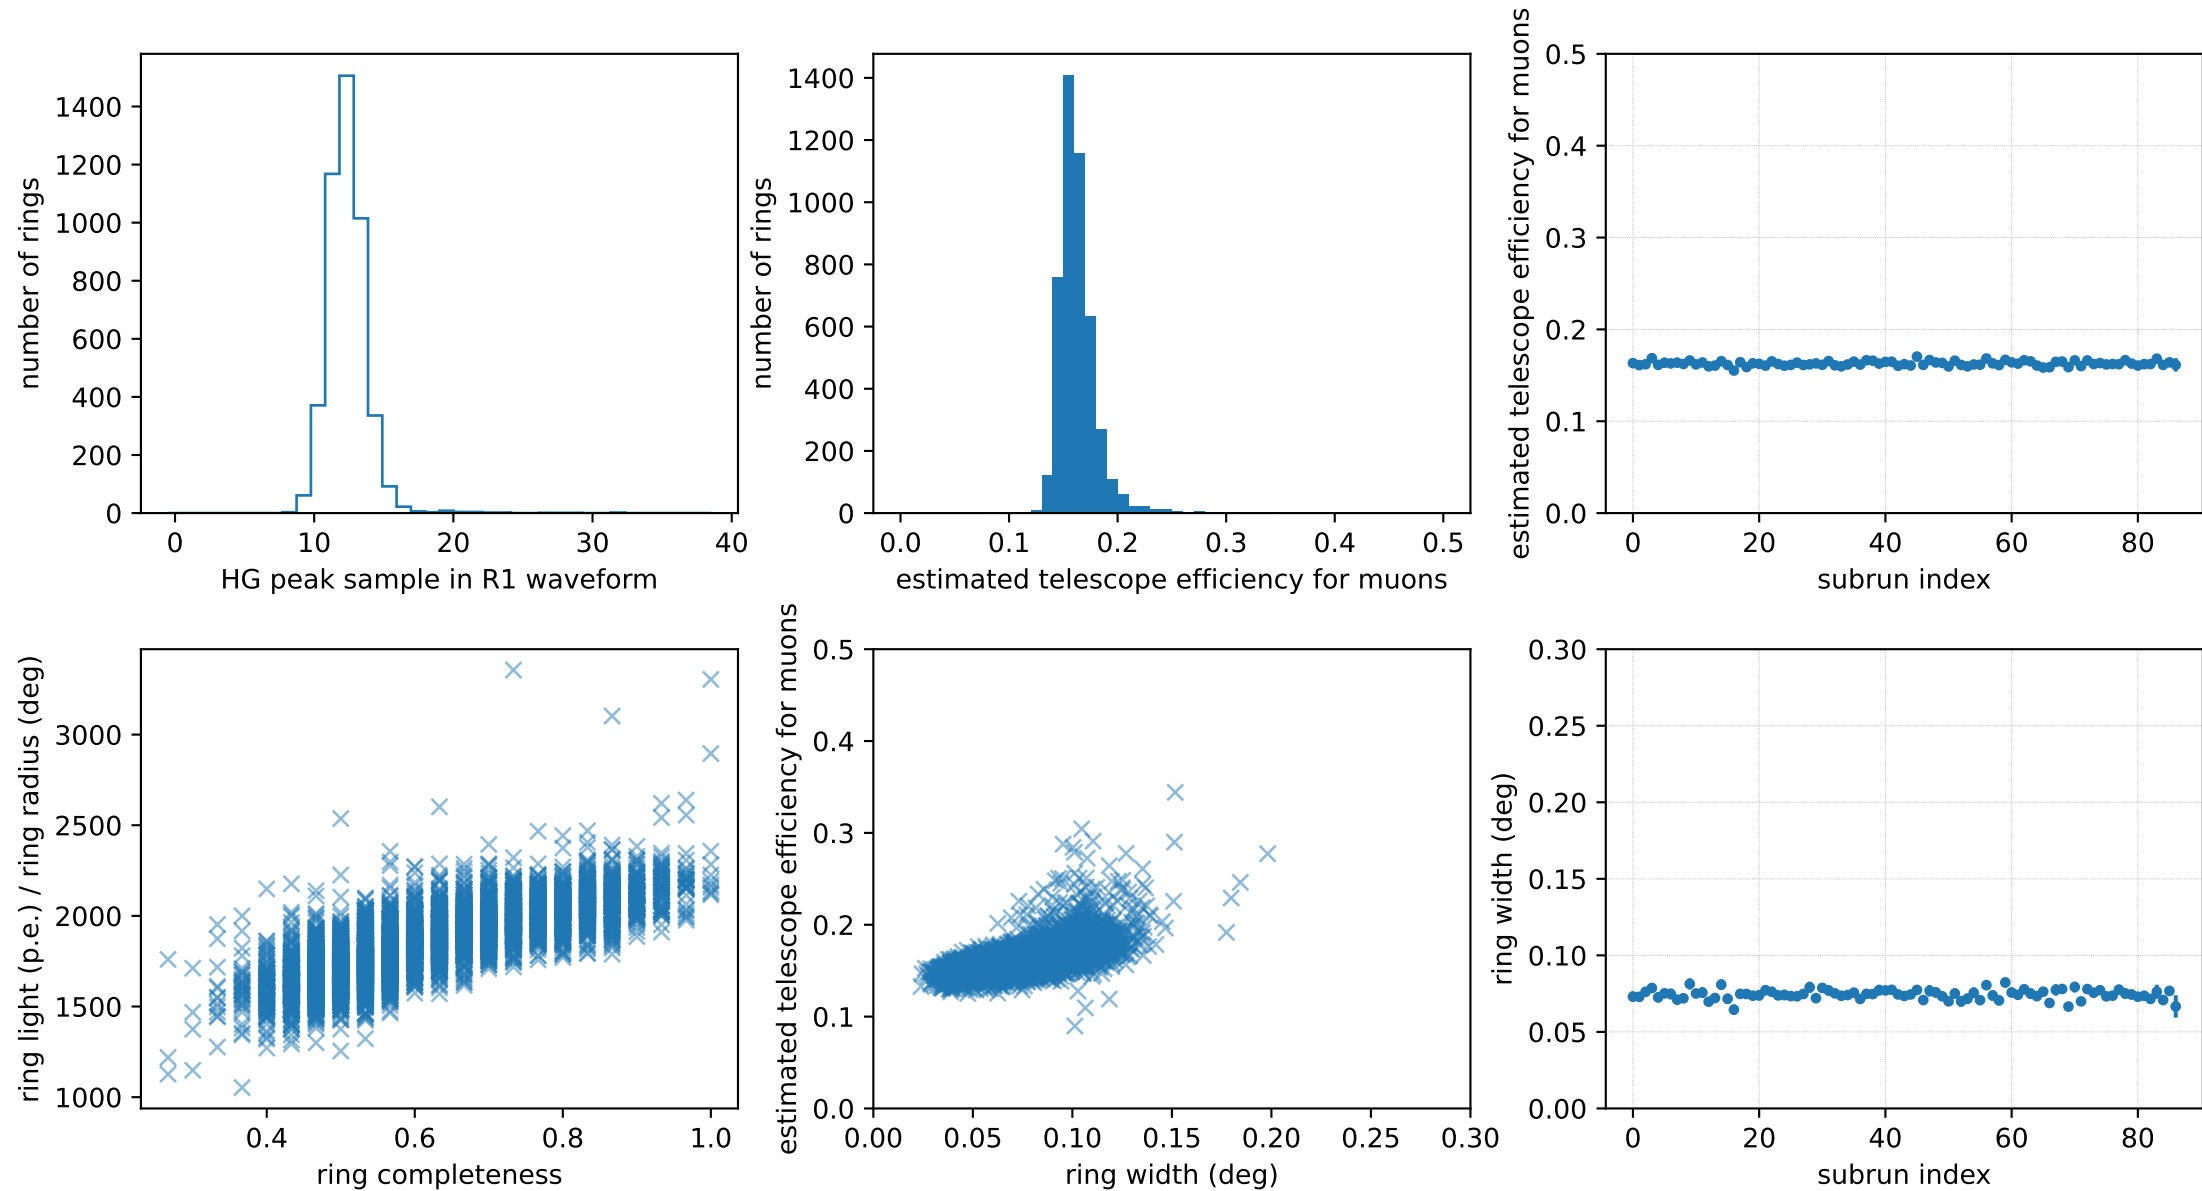 number of rings
1400
1200
1000
800
600
400
200
0
0 10 20 30 40
HG peak sample in R1 waveform
number of rings
1400
1200
1000
800
600
400
200
0
0.0 0.1 0.2 0.3 0.4 0.5
estimated telescope efficiency for muons
estimated telescope efficiency for muons
0.5
0.4
0.3
0.2
0.1
0.0
0 20 40 60 80
subrun index
ring light (p.e.) / ring radius (deg)
3000
2500
2000
1500
1000
0.4 0.6 0.8 1.0
ring completeness
estimated telescope efficiency for muons
0.5
0.4
0.3
0.2
0.1
0.0
0.00 0.05 0.10 0.15 0.20 0.25 0.30
ring width (deg)
ring width (deg)
0.30
0.25
0.20
0.15
0.10
0.05
0.00
0 20 40 60 80
subrun index